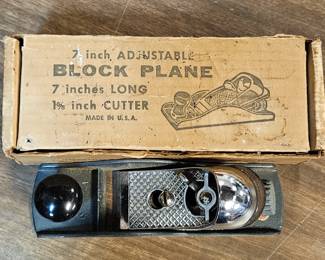 7 inch ADJUSTABLE
BLOCK PLANE
7 inches LONG
1⅝ inch CUTTER
MADE IN U.S.A.